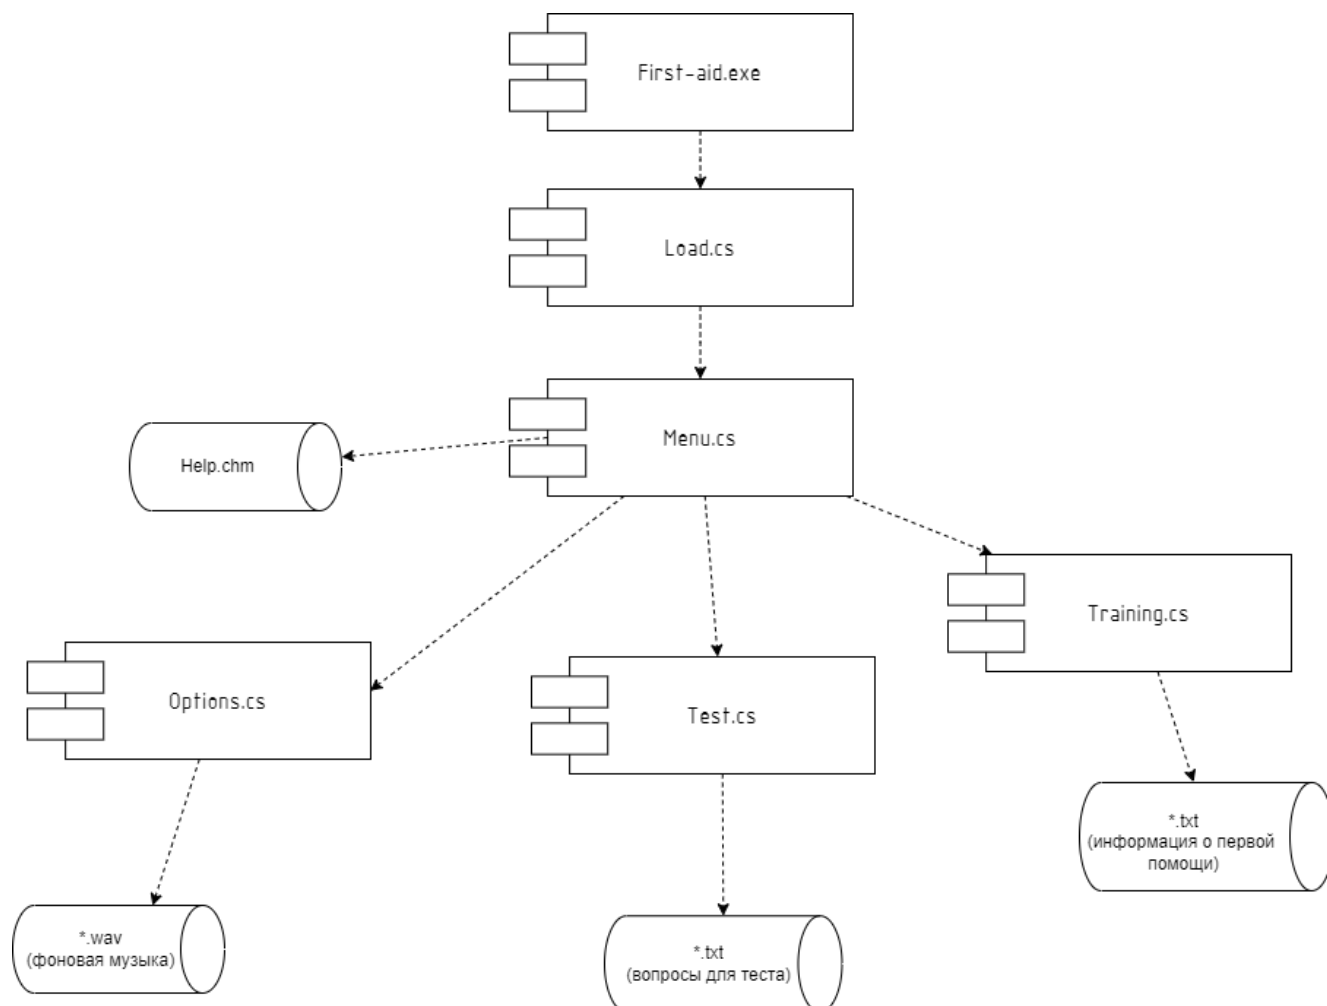 First-aid.exe
Load.cs
Menu.cs
Help.chm
Training.cs
Options.cs
Test.cs
*.txt
(информация о первой
помощи)
*.wav
(фоновая музыка)
*.txt
(вопросы для теста)